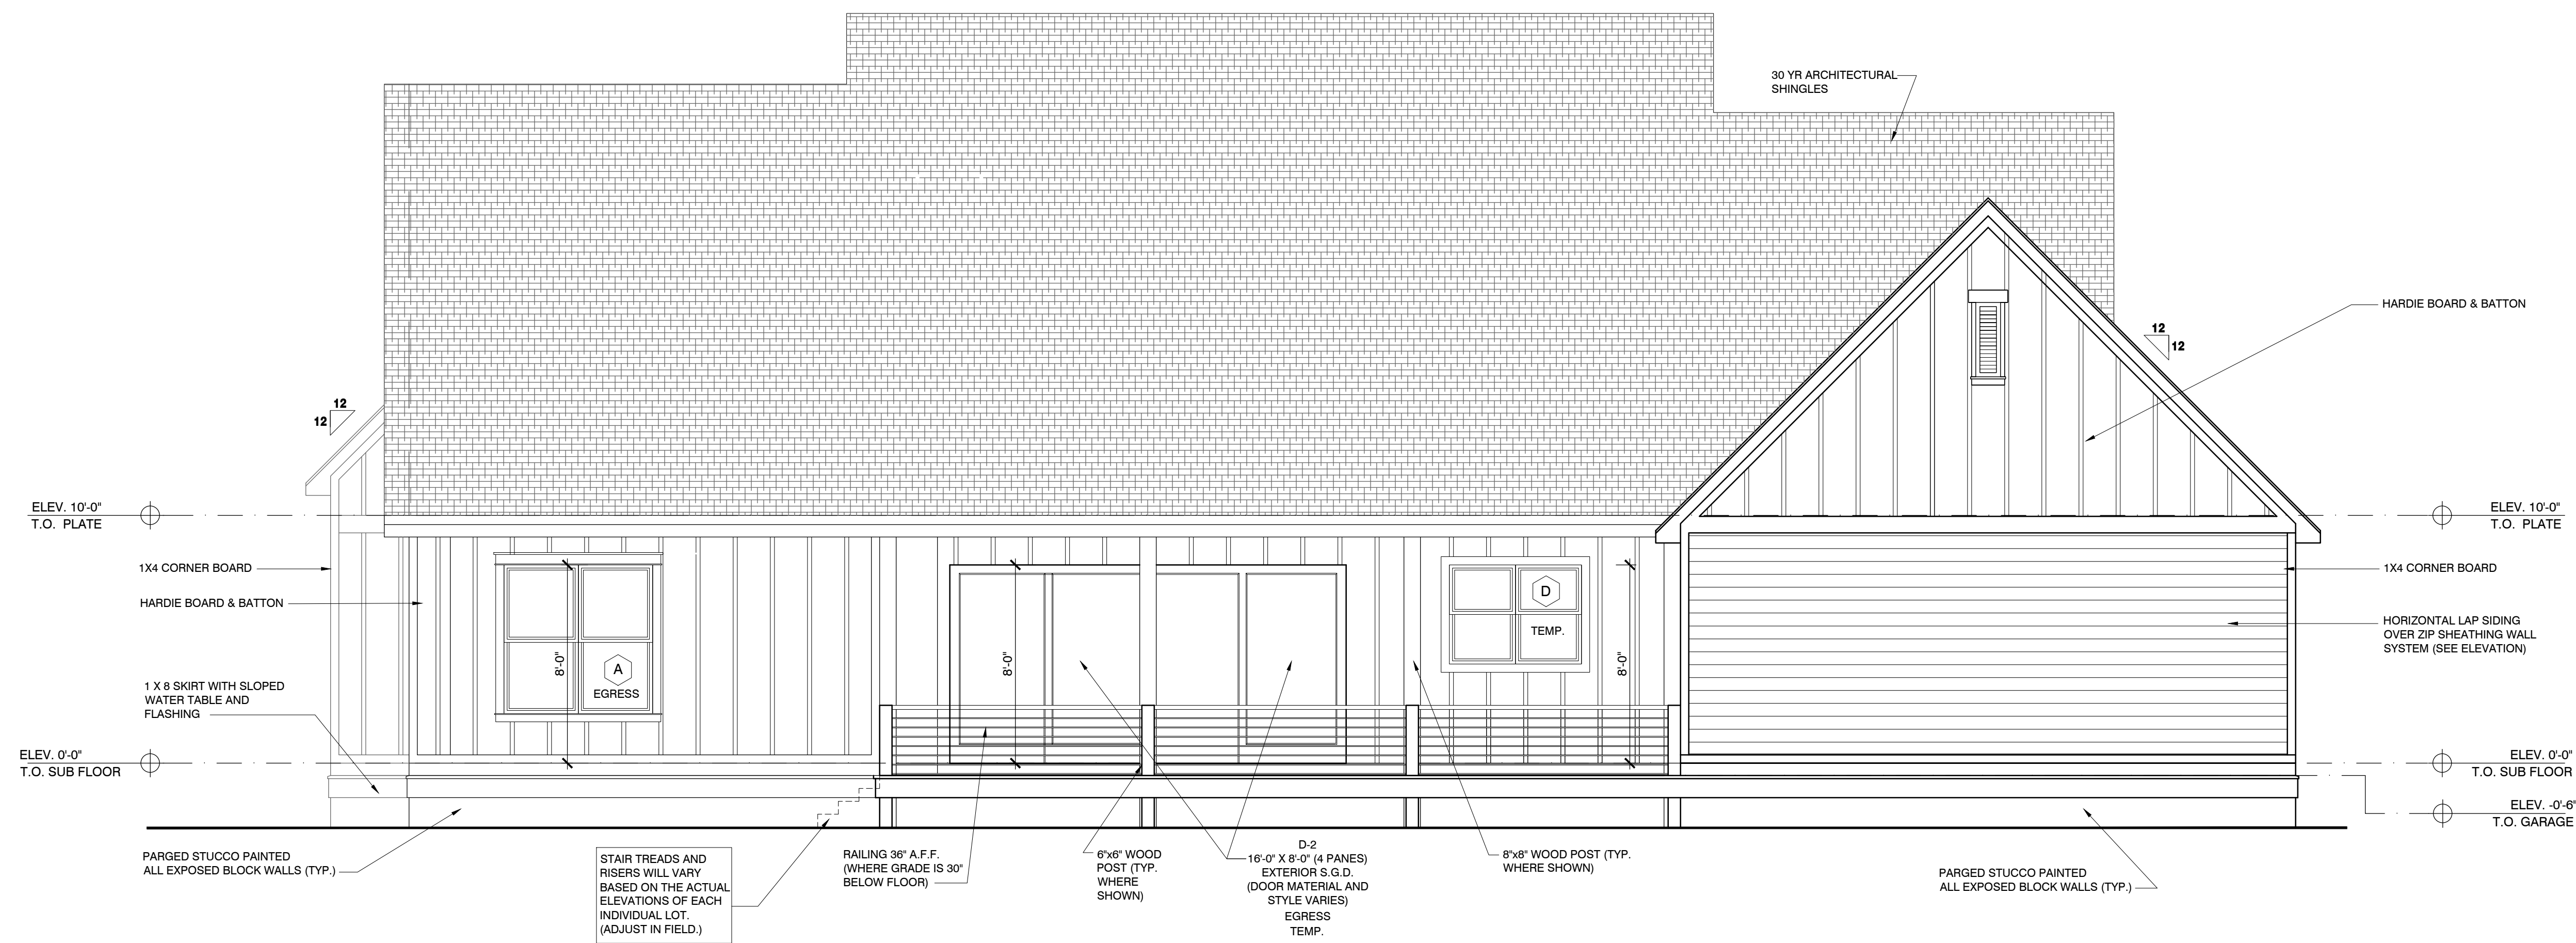 30 YR ARCHITECTURAL
SHINGLES
HARDIE BOARD & BATTON
12
12
12
12
ELEV. 10'-0"
T.O. PLATE
ELEV. 10'-0"
T.O. PLATE
1X4 CORNER BOARD
1X4 CORNER BOARD
HARDIE BOARD & BATTON
HORIZONTAL LAP SIDING
OVER ZIP SHEATHING WALL
SYSTEM (SEE ELEVATION)
8'-0"
A
EGRESS
8'-0"
D
TEMP.
8'-0"
1 X 8 SKIRT WITH SLOPED
WATER TABLE AND
FLASHING
ELEV. 0'-0"
T.O. SUB FLOOR
ELEV. 0'-0"
T.O. SUB FLOOR
ELEV. -0'-6"
T.O. GARAGE
PARGED STUCCO PAINTED
ALL EXPOSED BLOCK WALLS (TYP.)
STAIR TREADS AND
RISERS WILL VARY
BASED ON THE ACTUAL
ELEVATIONS OF EACH
INDIVIDUAL LOT.
(ADJUST IN FIELD.)
RAILING 36" A.F.F.
(WHERE GRADE IS 30"
BELOW FLOOR)
6"x6" WOOD
POST (TYP.
WHERE
SHOWN)
D-2
16'-0" X 8'-0" (4 PANES)
EXTERIOR S.G.D.
(DOOR MATERIAL AND
STYLE VARIES)
EGRESS
TEMP.
8"x8" WOOD POST (TYP.
WHERE SHOWN)
PARGED STUCCO PAINTED
ALL EXPOSED BLOCK WALLS (TYP.)